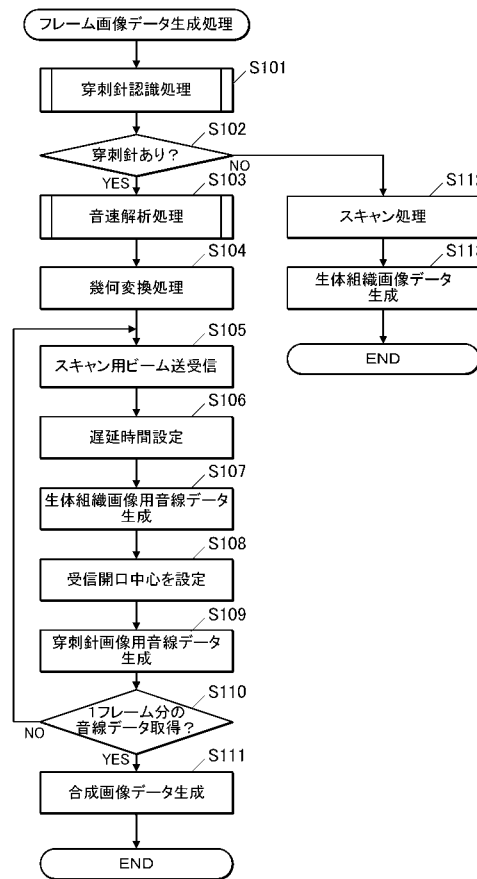 フレーム画像データ生成処理
S101
穿刺針認識処理
S102
穿刺針あり?
NO
YES
S103
音速解析処理
S104
幾何変換処理
S105
スキャン用ビーム送受信
S106
遅延時間設定
S107
生体組織画像用音線データ
生成
S108
受信開口中心を設定
S109
穿刺針画像用音線データ
生成
S110
1フレーム分の
音線データ取得?
NO
YES
S111
合成画像データ生成
END
S112
スキャン処理
S113
生体組織画像データ
生成
END